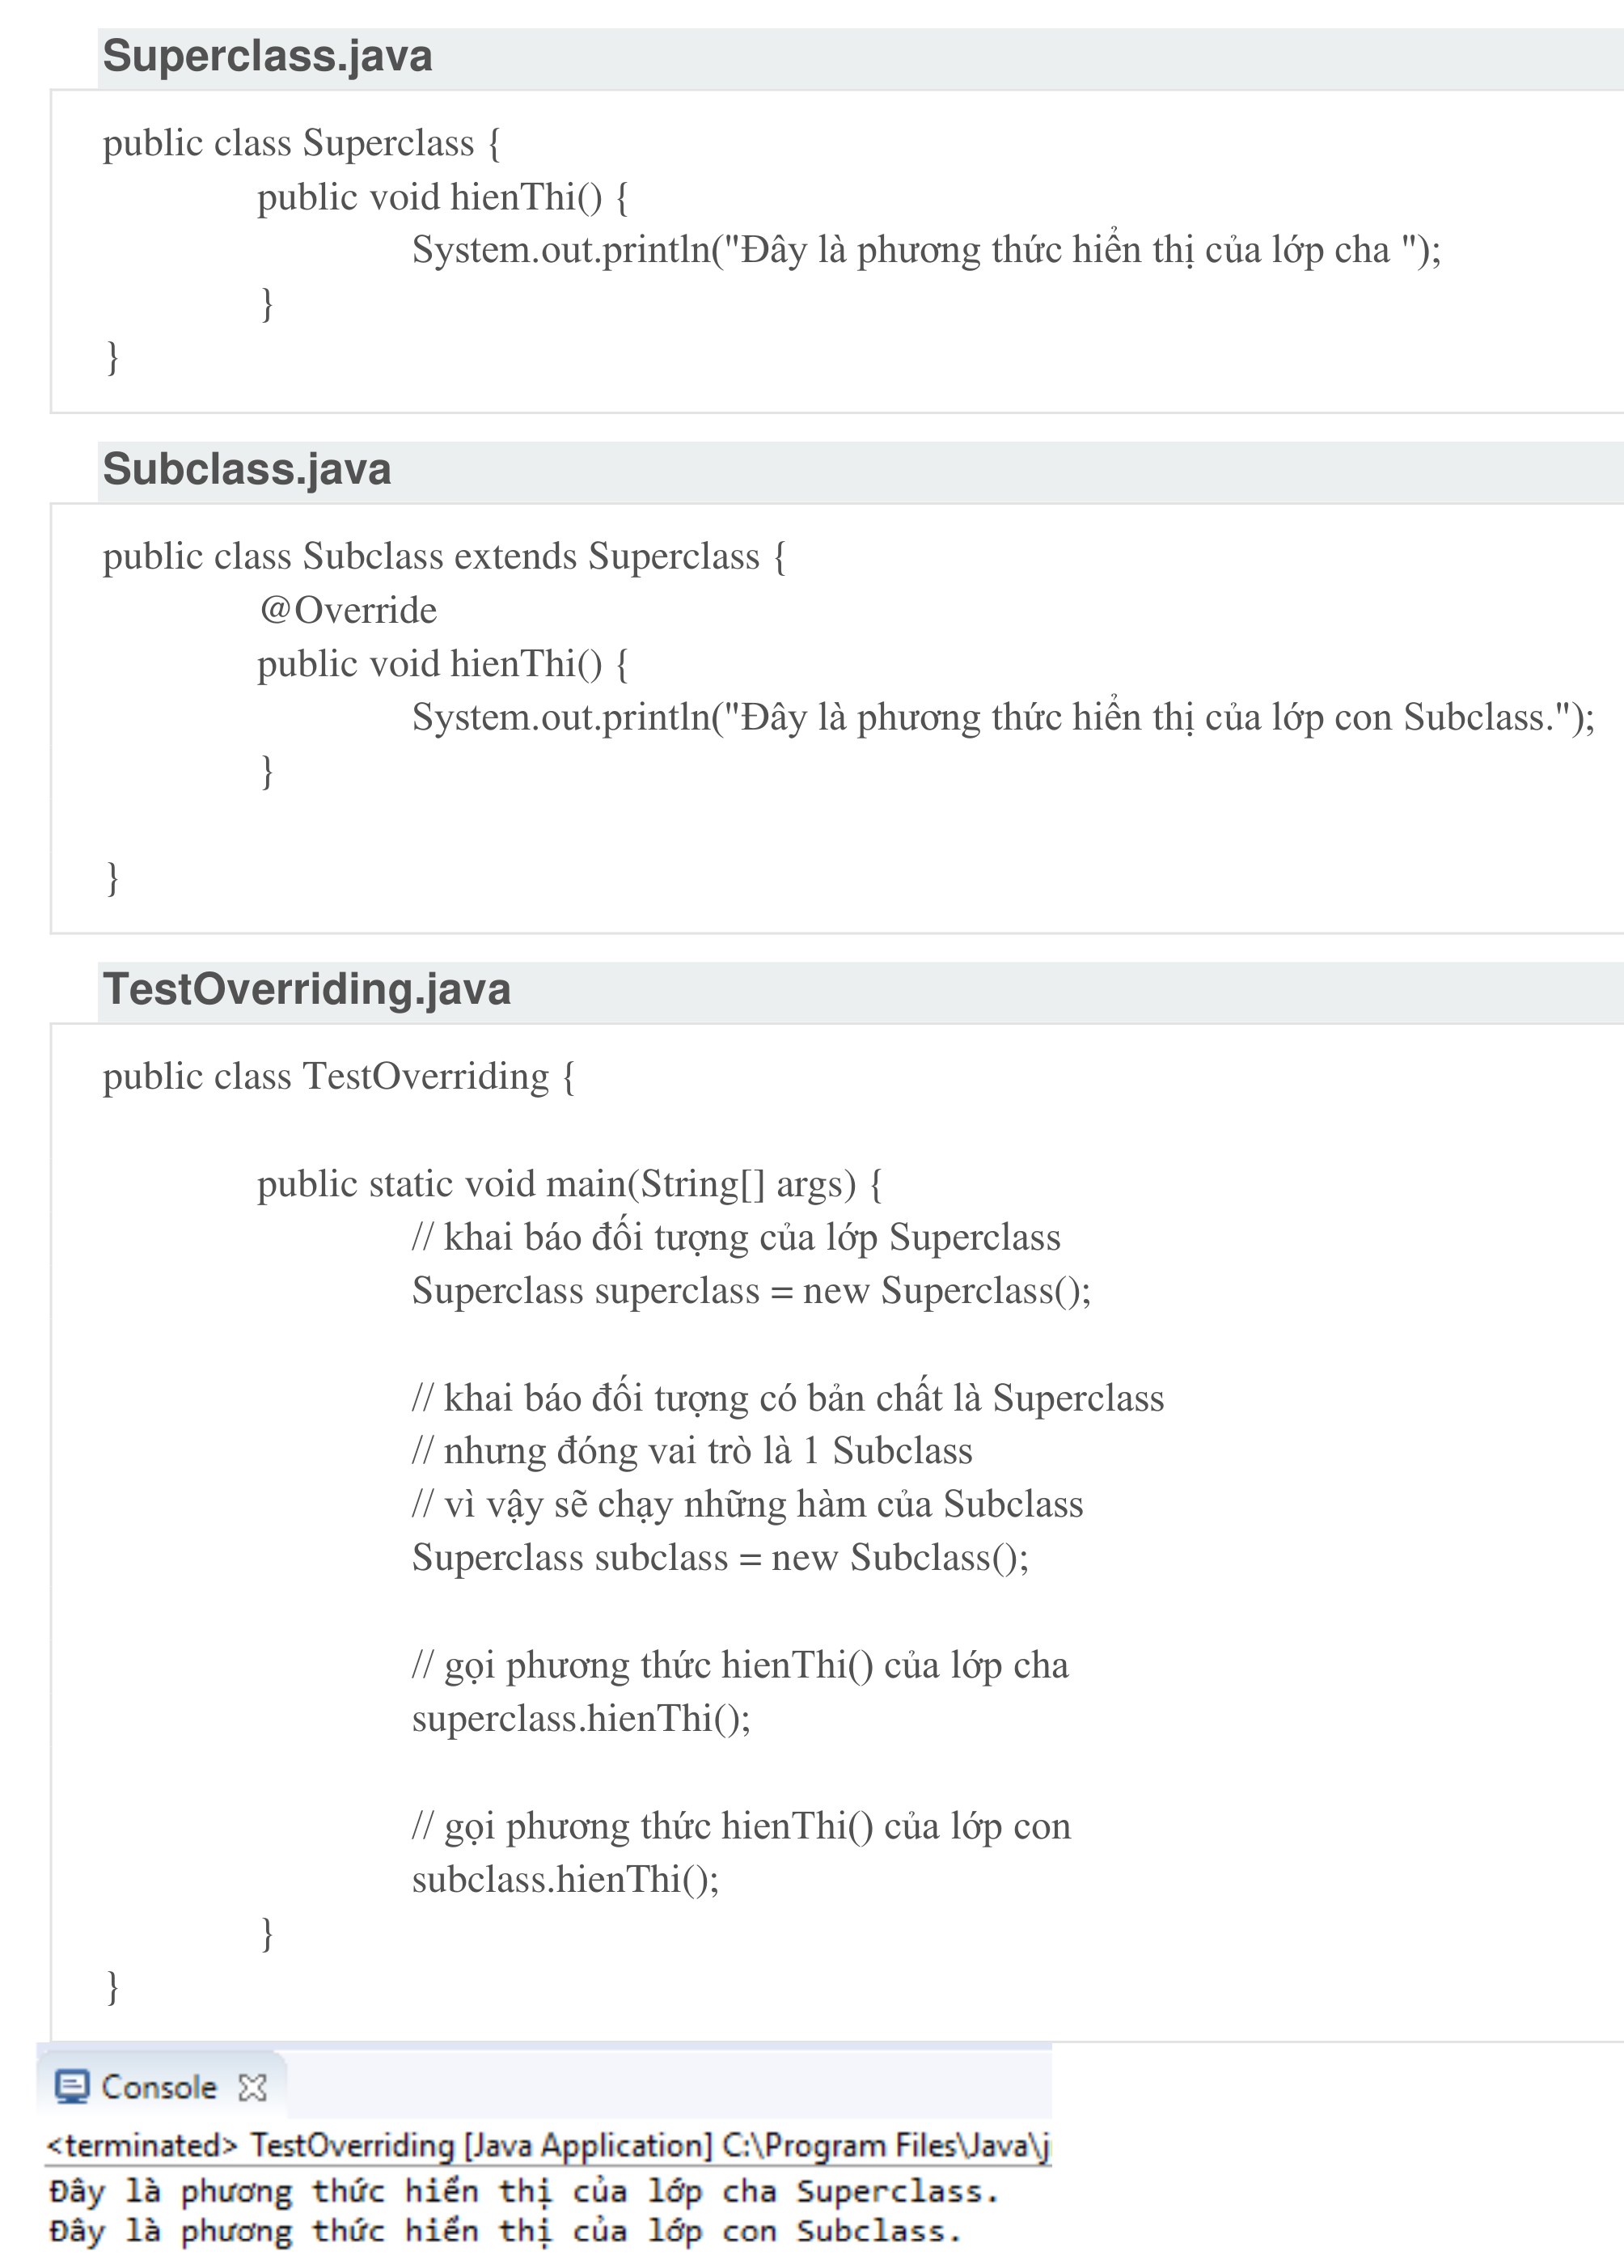 Superclass.java
public class Superclass {
public void hienThi() {
System.out.println("Đây là phương thức hiển thị của lớp cha ");
}
}
Subclass.java
public class Subclass extends Superclass {
@Override
public void hienThi() {
System.out.println("Đây là phương thức hiển thị của lớp con Subclass.");
}
}
TestOverriding.java
public class TestOverriding {
public static void main(String[] args) {
// khai báo đối tượng của lớp Superclass
Superclass superclass = new Superclass();
// khai báo đối tượng có bản chất là Superclass
// nhưng đóng vai trò là 1 Subclass
// vì vậy sẽ chạy những hàm của Subclass
Superclass subclass = new Subclass();
// gọi phương thức hienThi() của lớp cha
superclass.hienThi();
// gọi phương thức hienThi() của lớp con
subclass.hienThi();
}
}
Console
<terminated> TestOverriding [Java Application] C:\Program Files\Java\j
Đây là phương thức hiển thị của lớp cha Superclass.
Đây là phương thức hiển thị của lớp con Subclass.